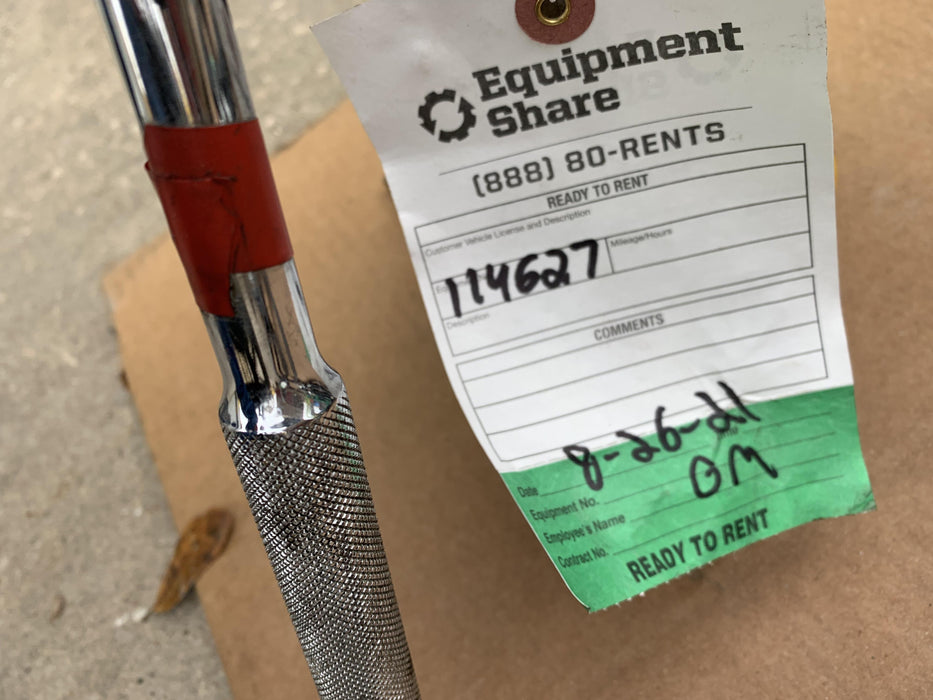 Equipment
Share
(888) 80-RENTS
READY TO RENT
Customer Vehicle License and Description
Mileage/Hours
114627
Description
COMMENTS
Date 8-26-21
Equipment No.
Employee's Name OM
Contract No.
READY TO RENT